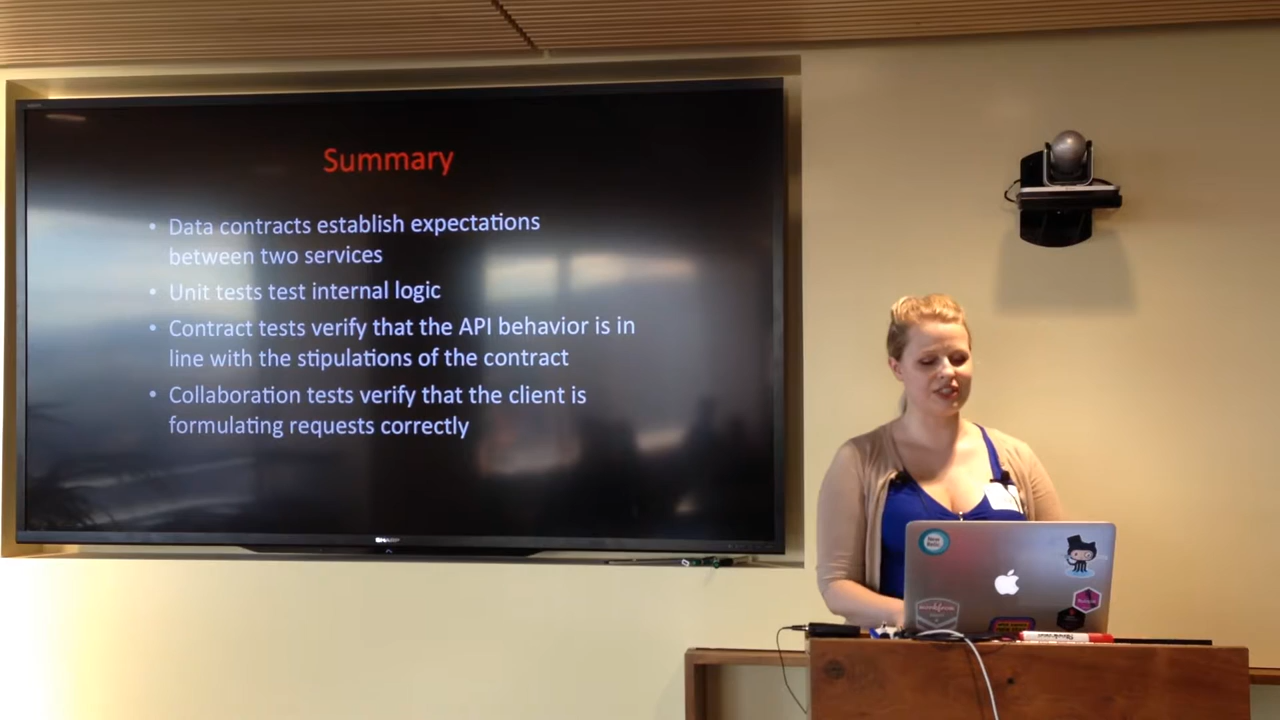 Summary
• Data contracts establish expectations
between two services
• Unit tests test internal logic
• Contract tests verify that the API behavior is in
line with the stipulations of the contract
• Collaboration tests verify that the client is
formulating requests correctly
SHARP